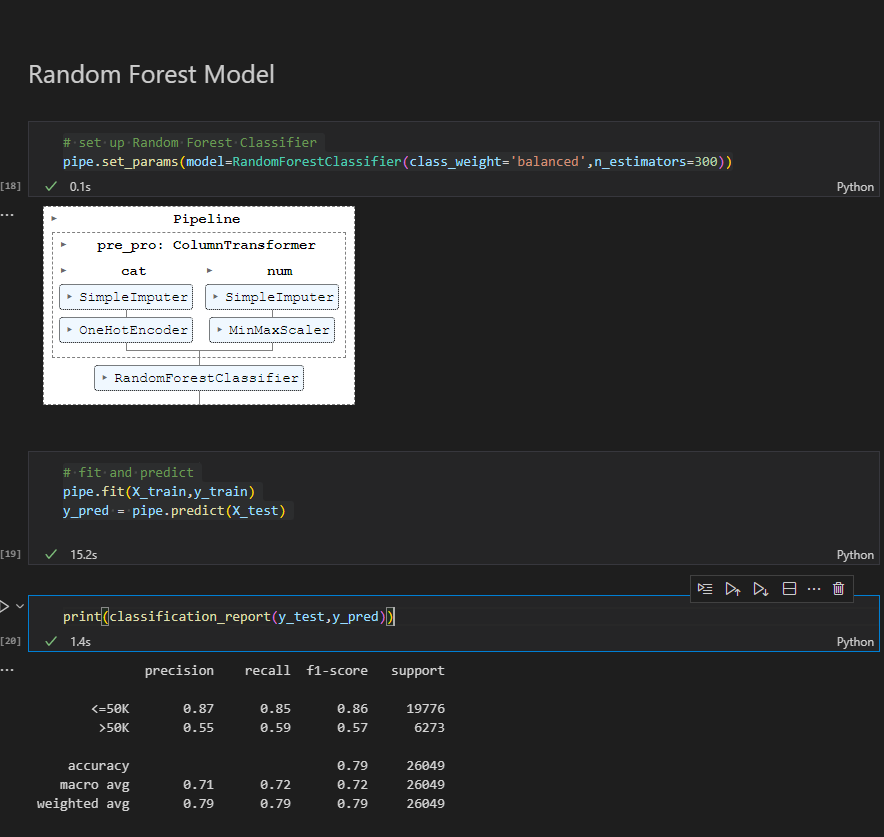 Random Forest Model
# set up Random Forest Classifier
pipe.set_params(model=RandomForestClassifier(class_weight='balanced',n_estimators=300))
[18] 0.1s Python
Pipeline
pre_pro: ColumnTransformer
cat num
SimpleImputer SimpleImputer
OneHotEncoder MinMaxScaler
RandomForestClassifier
# fit and predict
pipe.fit(X_train,y_train)
y_pred = pipe.predict(X_test)
[19] 15.2s Python
print(classification_report(y_test,y_pred))
[20] 1.4s Python
precision recall f1-score support
<=50K 0.87 0.85 0.86 19776
>50K 0.55 0.59 0.57 6273
accuracy 0.79 26049
macro avg 0.71 0.72 0.72 26049
weighted avg 0.79 0.79 0.79 26049